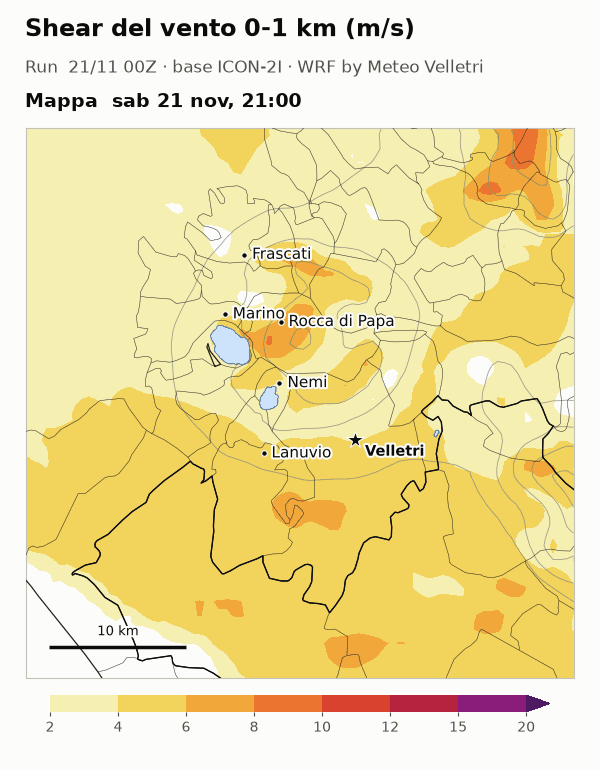 Shear del vento 0-1 km (m/s)
Run  21/11 00Z · base ICON-2I · WRF by Meteo Velletri
Mappa  sab 21 nov, 21:00
Frascati
Marino
Rocca di Papa
Nemi
Velletri
Lanuvio
10 km
2 4 6 8 10 12 15 20